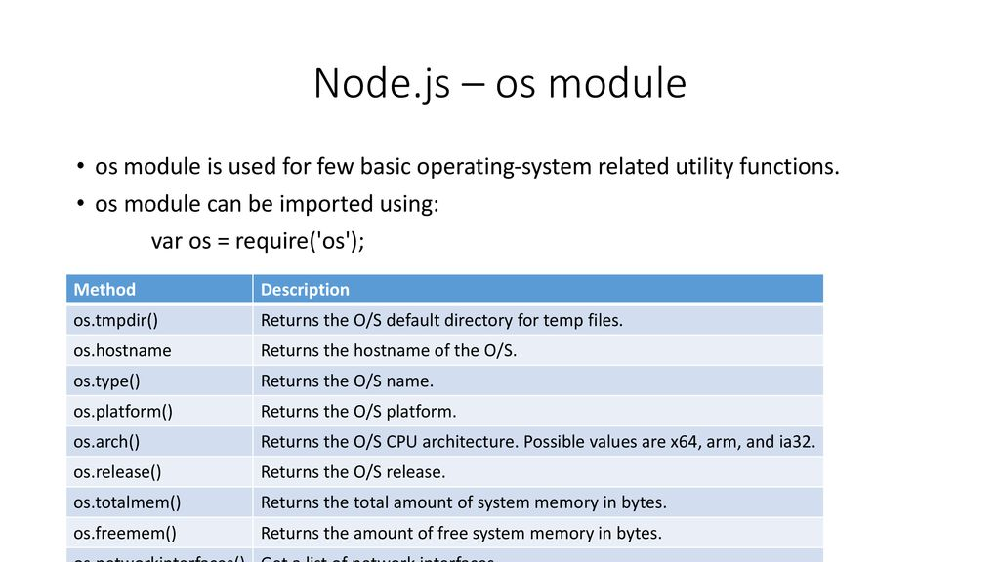 Node.js – os module
• os module is used for few basic operating-system related utility functions.
• os module can be imported using:
var os = require('os');
Method Description
os.tmpdir() Returns the O/S default directory for temp files.
os.hostname Returns the hostname of the O/S.
os.type() Returns the O/S name.
os.platform() Returns the O/S platform.
os.arch() Returns the O/S CPU architecture. Possible values are x64, arm, and ia32.
os.release() Returns the O/S release.
os.totalmem() Returns the total amount of system memory in bytes.
os.freemem() Returns the amount of free system memory in bytes.
os.networkinterfaces() Get a list of network interfaces.